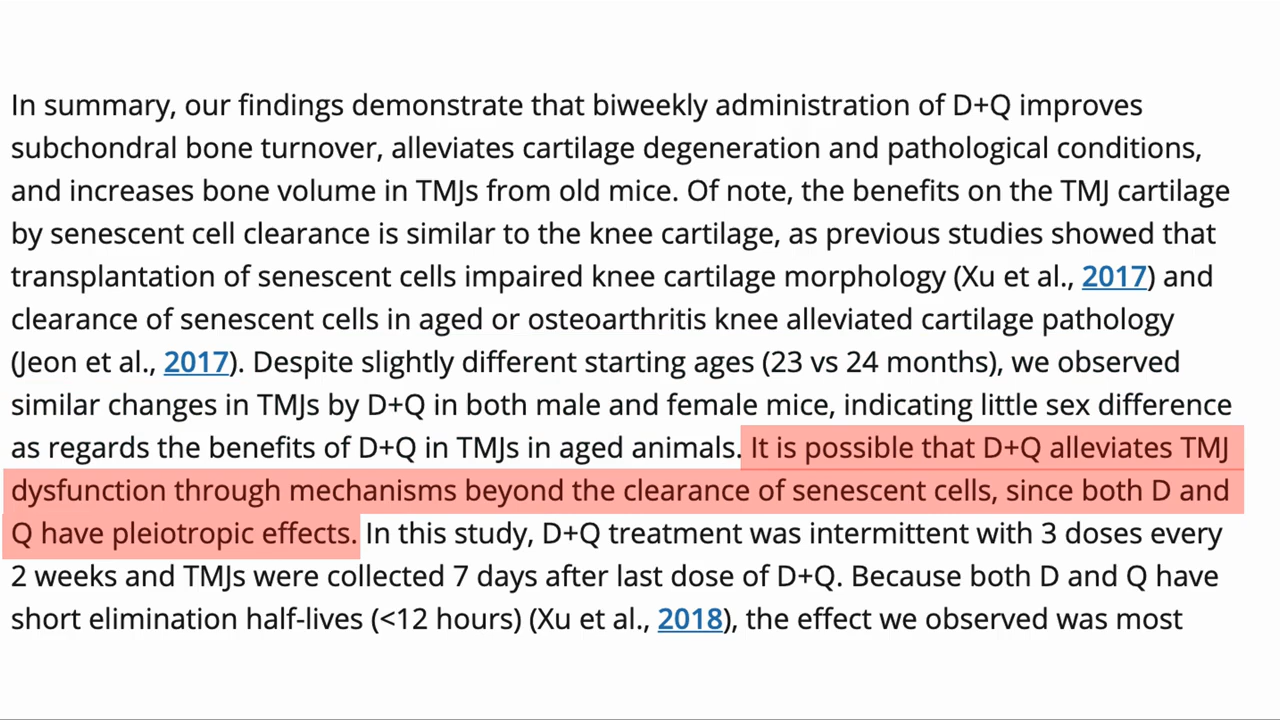 In summary, our findings demonstrate that biweekly administration of D+Q improves
subchondral bone turnover, alleviates cartilage degeneration and pathological conditions,
and increases bone volume in TMJs from old mice. Of note, the benefits on the TMJ cartilage
by senescent cell clearance is similar to the knee cartilage, as previous studies showed that
transplantation of senescent cells impaired knee cartilage morphology (Xu et al., 2017) and
clearance of senescent cells in aged or osteoarthritis knee alleviated cartilage pathology
(Jeon et al., 2017). Despite slightly different starting ages (23 vs 24 months), we observed
similar changes in TMJs by D+Q in both male and female mice, indicating little sex difference
as regards the benefits of D+Q in TMJs in aged animals. It is possible that D+Q alleviates TMJ
dysfunction through mechanisms beyond the clearance of senescent cells, since both D and
Q have pleiotropic effects. In this study, D+Q treatment was intermittent with 3 doses every
2 weeks and TMJs were collected 7 days after last dose of D+Q. Because both D and Q have
short elimination half-lives (<12 hours) (Xu et al., 2018), the effect we observed was most